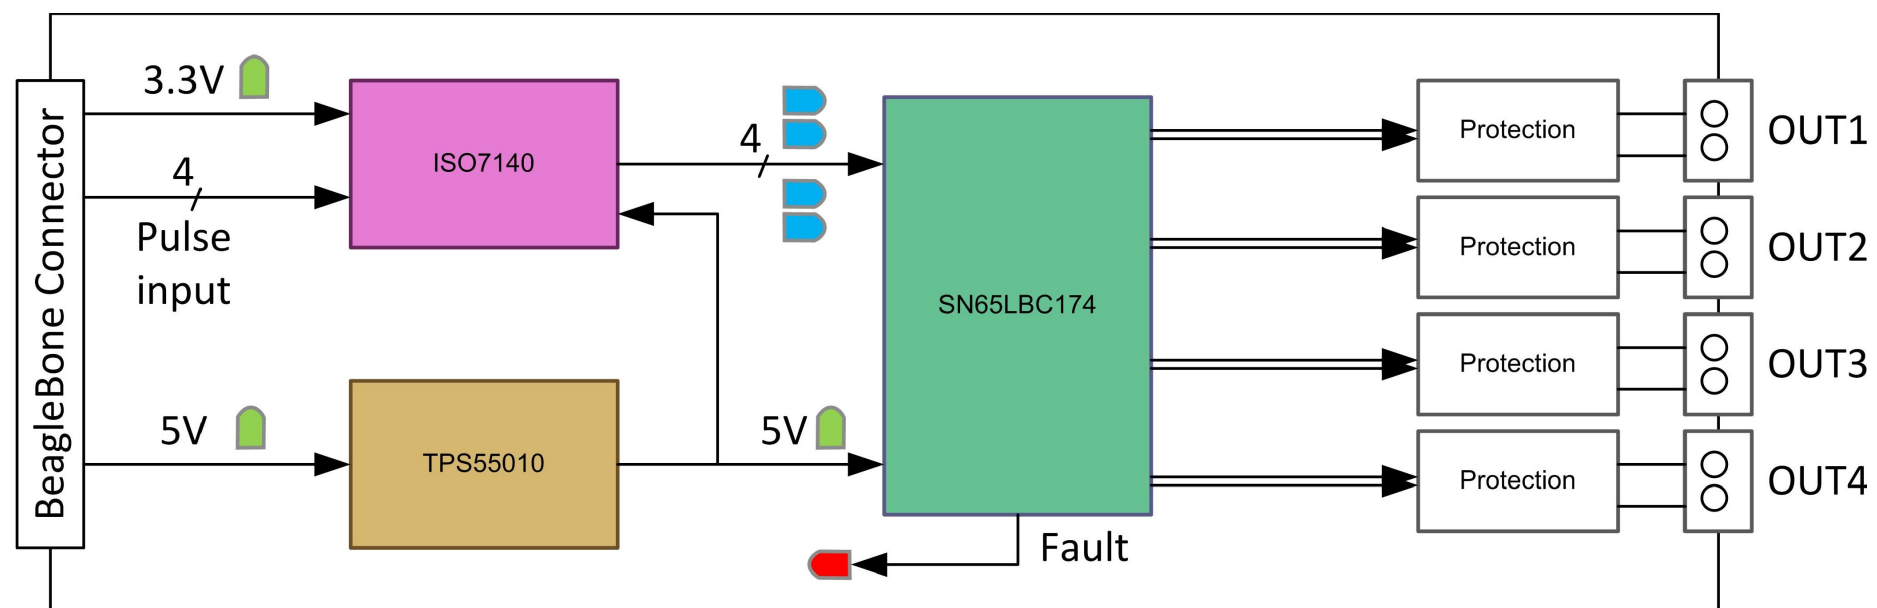 BeagleBone Connector
3.3V
4
Pulse
input
5V
ISO7140
TPS55010
4
5V
SN65LBC174
Fault
Protection
OUT1
Protection
OUT2
Protection
OUT3
Protection
OUT4